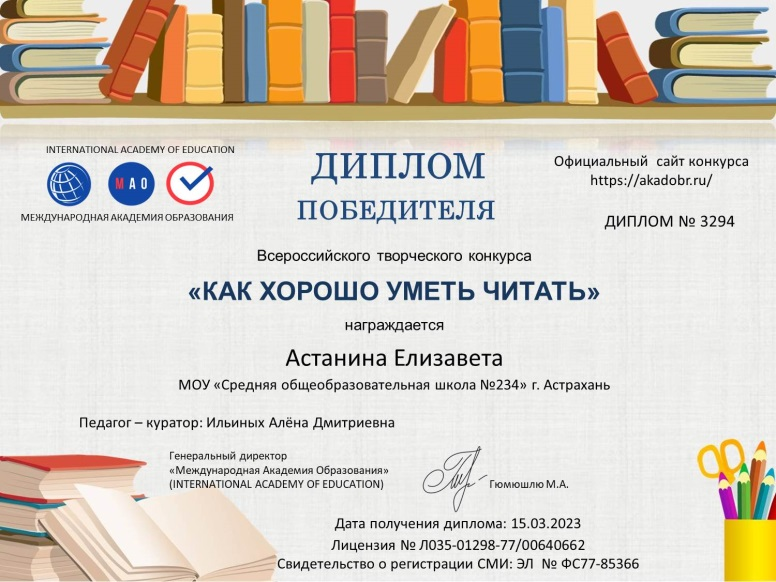 INTERNATIONAL ACADEMY OF EDUCATION
МАО
МЕЖДУНАРОДНАЯ АКАДЕМИЯ ОБРАЗОВАНИЯ
ДИПЛОМ
ПОБЕДИТЕЛЯ
Официальный сайт конкурса
https://akadobr.ru/
ДИПЛОМ № 3294
Всероссийского творческого конкурса
«КАК ХОРОШО УМЕТЬ ЧИТАТЬ»
награждается
Астанина Елизавета
МОУ «Средняя общеобразовательная школа №234» г. Астрахань
Педагог – куратор: Ильиных Алёна Дмитриевна
Генеральный директор
«Международная Академия Образования»
(INTERNATIONAL ACADEMY OF EDUCATION)
Гюмюшлю М.А.
Дата получения диплома: 15.03.2023
Лицензия № Л035-01298-77/00640662
Свидетельство о регистрации СМИ: ЭЛ № ФС77-85366